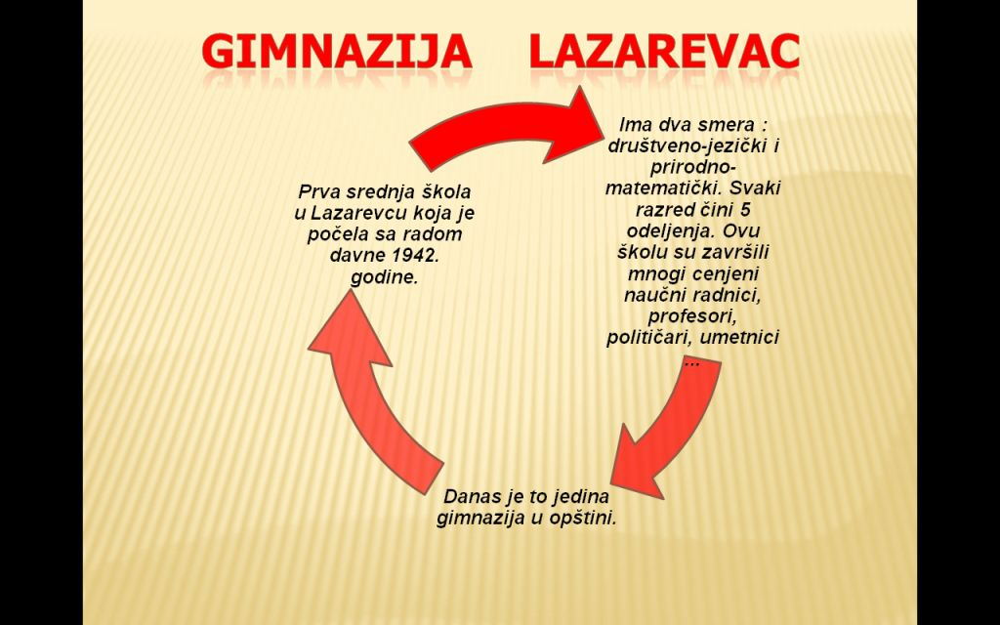 GIMNAZIJA LAZAREVAC
Prva srednja škola
u Lazarevcu koja je
počela sa radom
davne 1942.
godine.
Ima dva smera :
društveno-jezički i
prirodno-
matematički. Svaki
razred čini 5
odeljenja. Ovu
školu su završili
mnogi cenjeni
naučni radnici,
profesori,
političari, umetnici
...
Danas je to jedina
gimnazija u opštini.